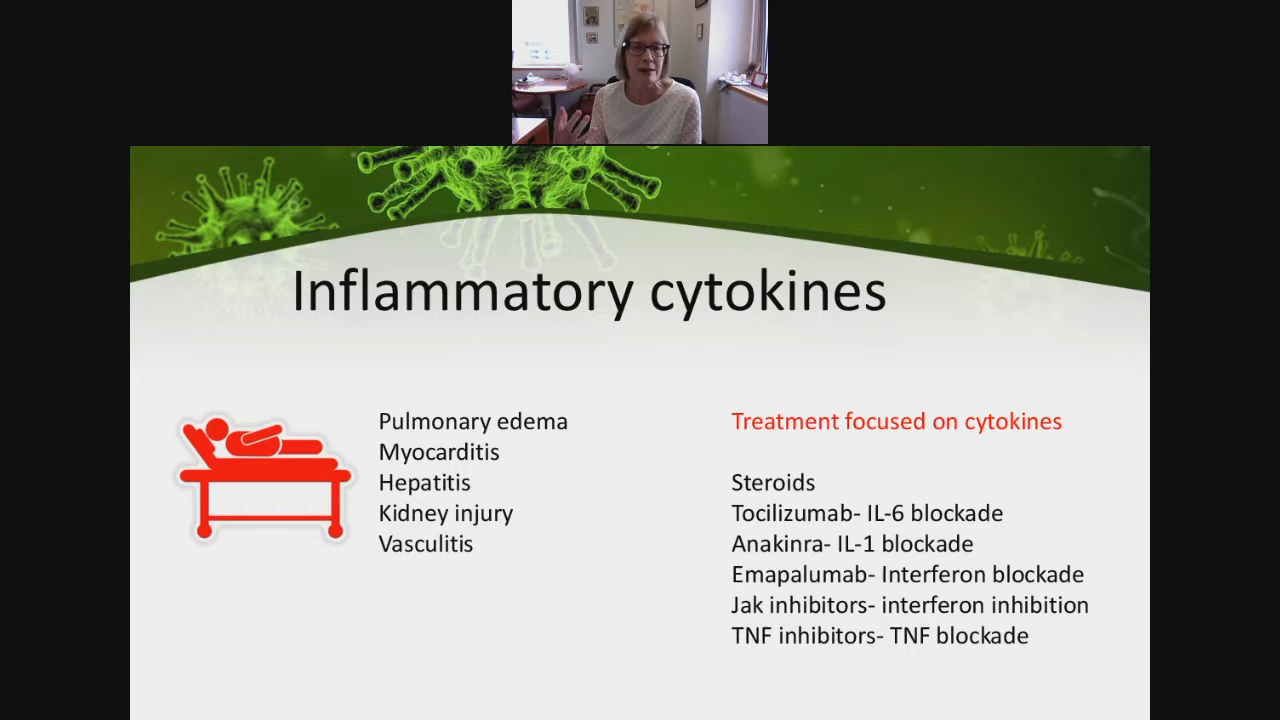 Inflammatory cytokines
Pulmonary edema
Myocarditis
Hepatitis
Kidney injury
Vasculitis
Treatment focused on cytokines
Steroids
Tocilizumab- IL-6 blockade
Anakinra- IL-1 blockade
Emapalumab- Interferon blockade
Jak inhibitors- interferon inhibition
TNF inhibitors- TNF blockade